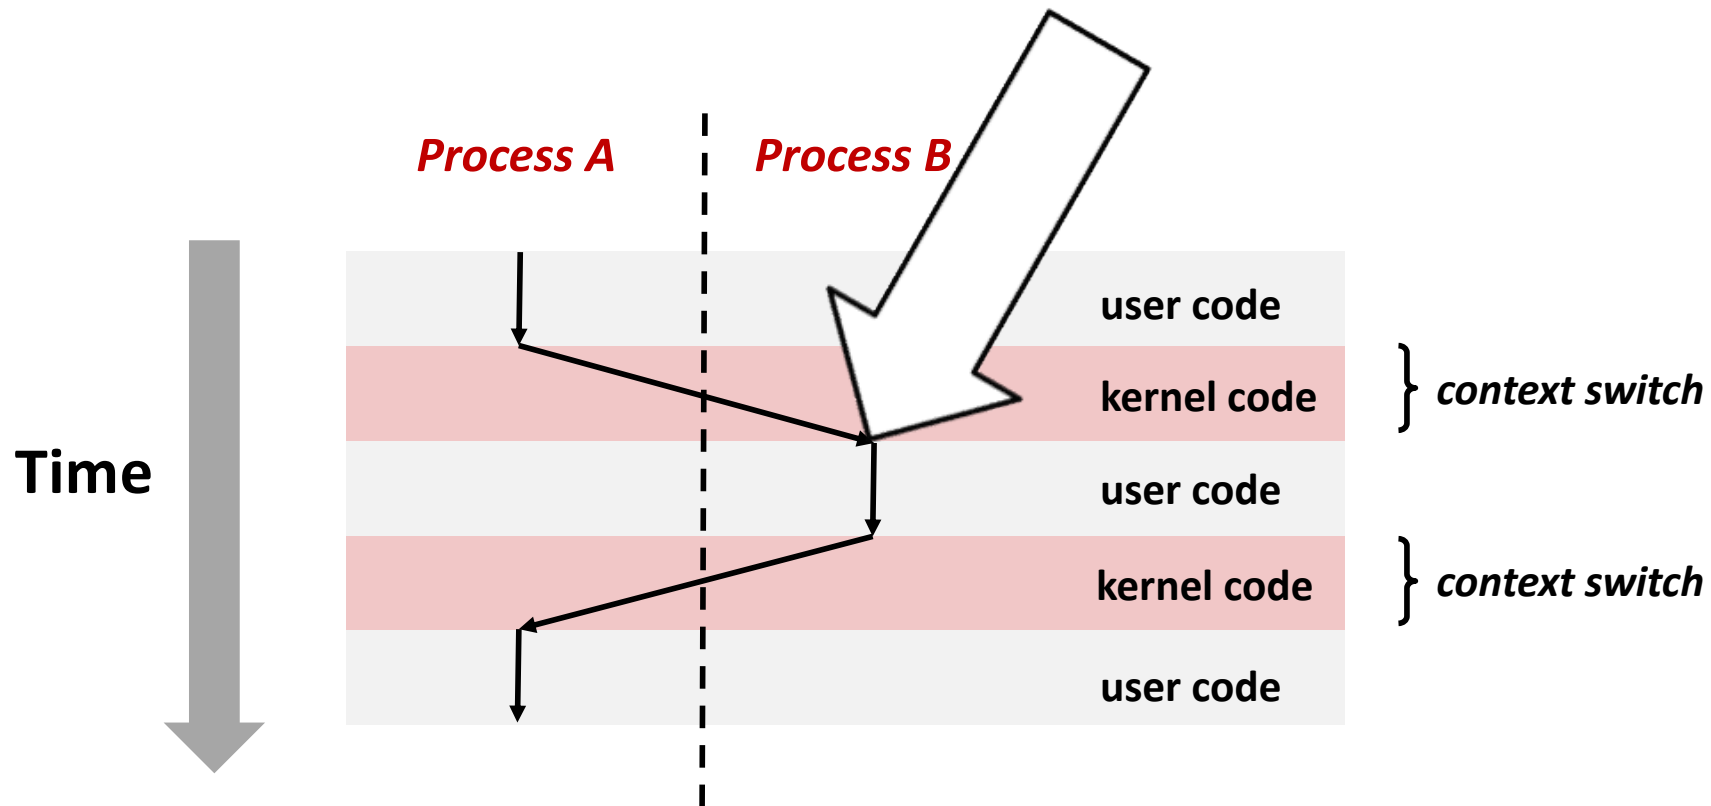 Process A
Process B
user code
kernel code
context switch
Time
user code
kernel code
context switch
user code